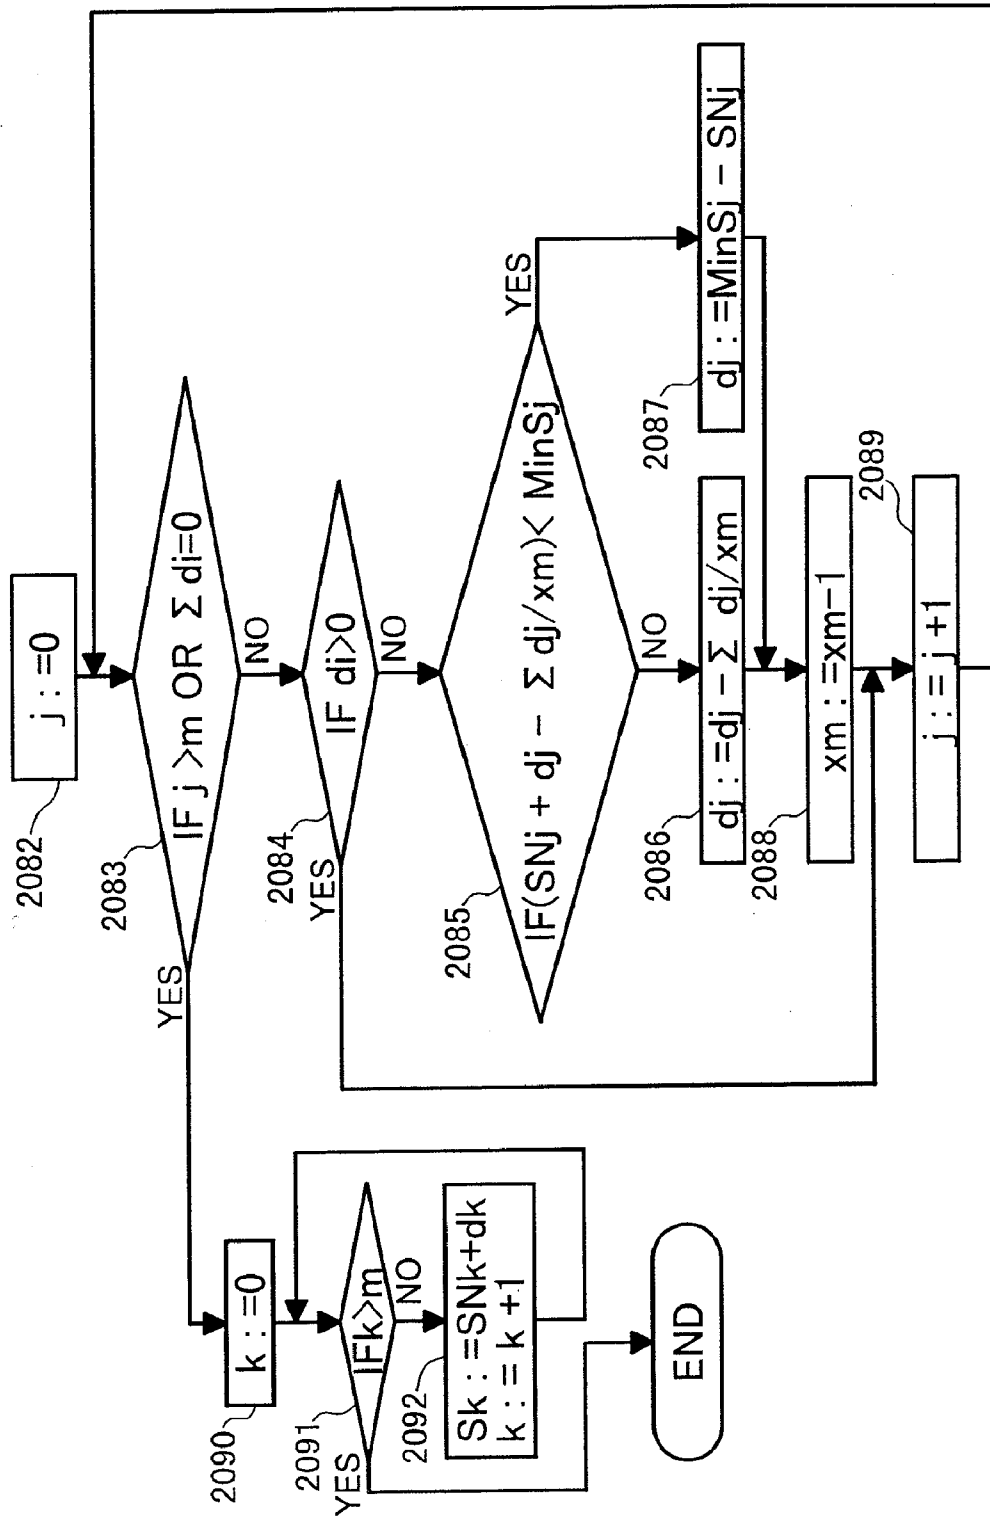 2082
j : =0
2083
IF j >m OR Σ di=0
YES
NO
2084
IF di>0
YES
NO
2085
IF(SNj + dj - Σ dj/xm)< MinSj
YES
NO
2086
dj : =dj - Σ dj/xm
2087
dj : =MinSj - SNj
2088
xm : =xm-1
2089
j : = j +1
2090
k : =0
2091
IFk>m
YES
NO
2092
Sk : =SNk+dk
k : = k +1
END